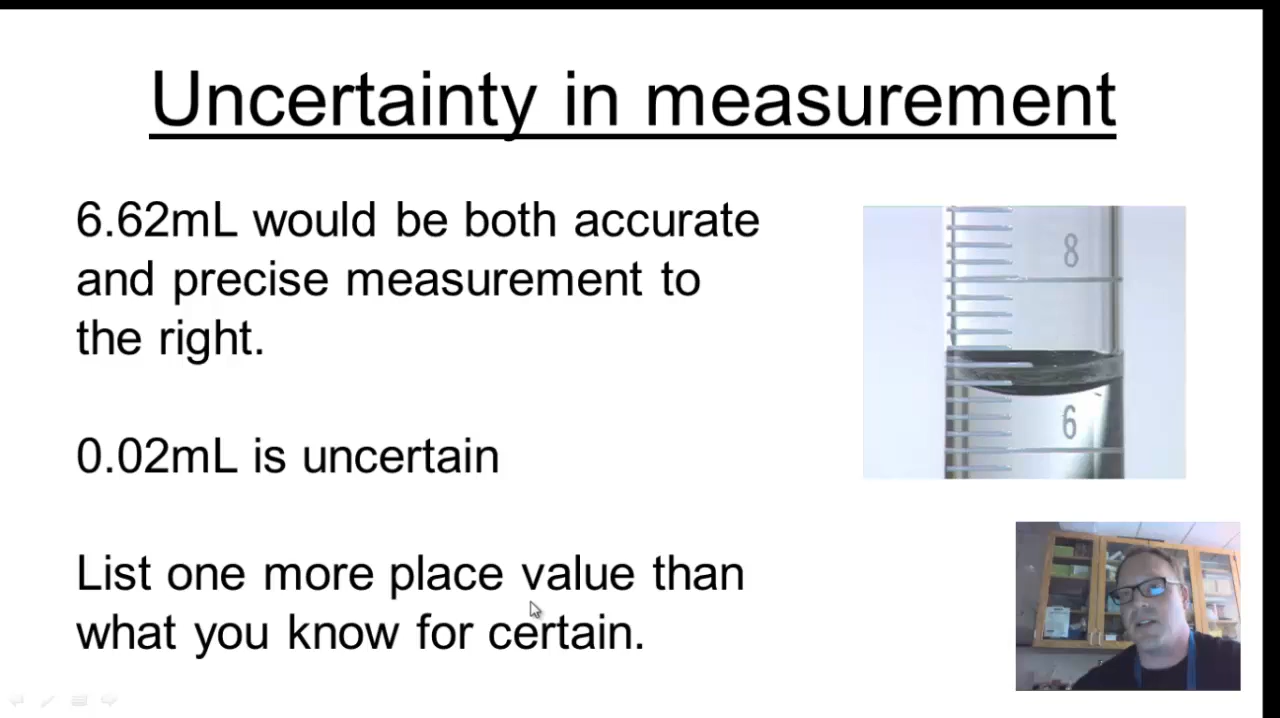 Uncertainty in measurement
6.62mL would be both accurate
and precise measurement to
the right.
8
6
0.02mL is uncertain
List one more place value than
what you know for certain.